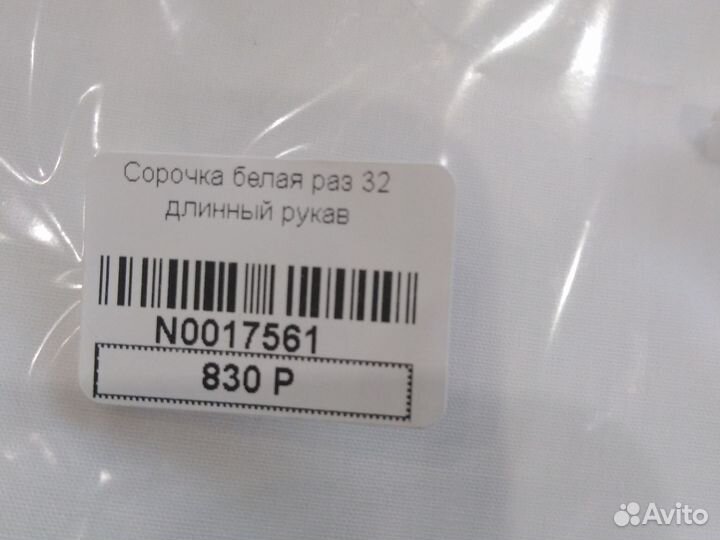 Сорочка белая раз 32
длинный рукав
N0017561
830 Р
Avito